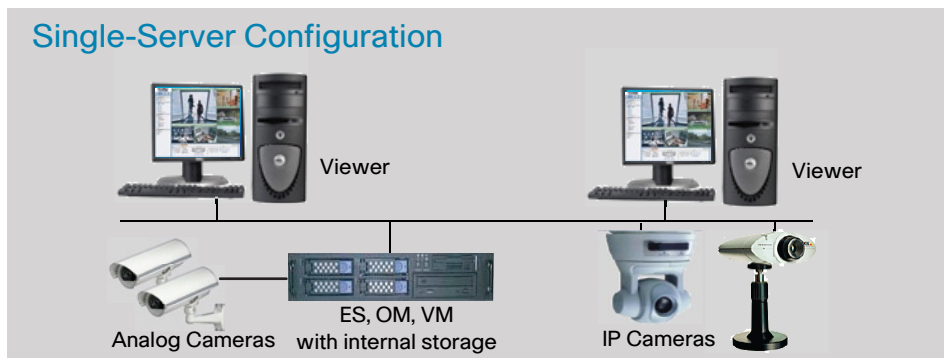 Single-Server Configuration
Viewer
Viewer
Analog Cameras
ES, OM, VM
with internal storage
IP Cameras